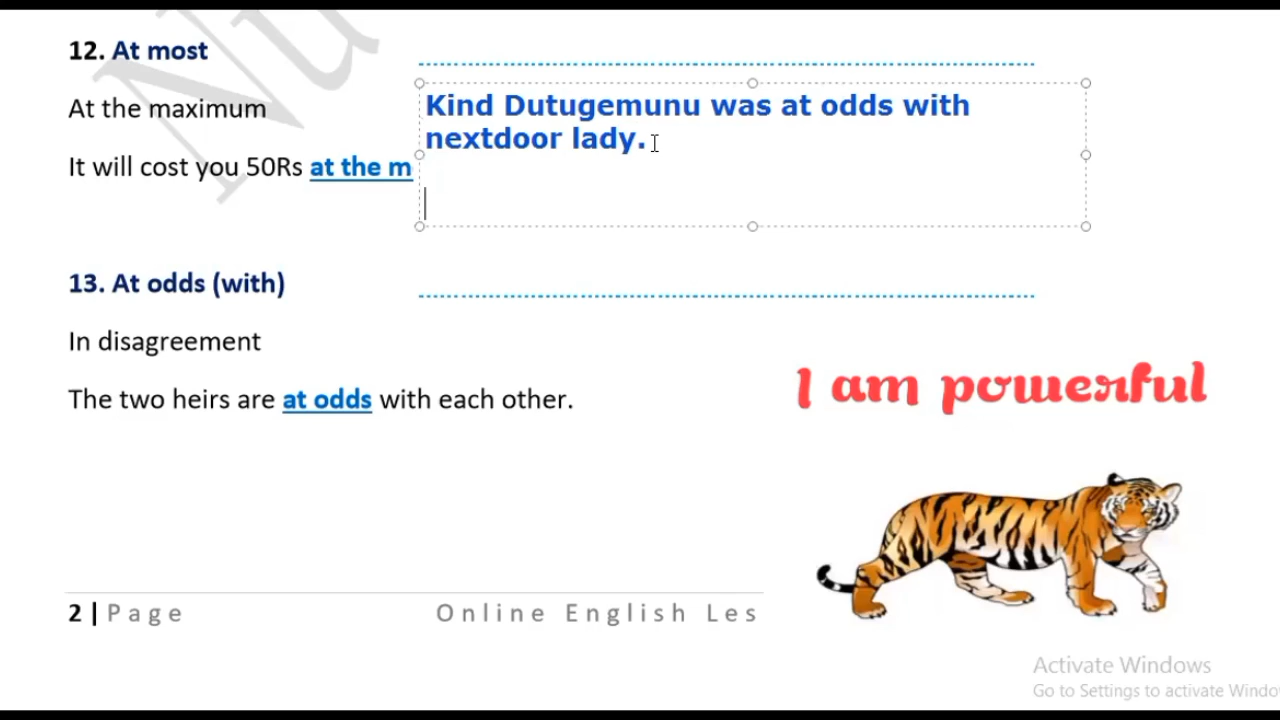 12. At most
At the maximum
Kind Dutugemunu was at odds with
nextdoor lady.
It will cost you 50Rs at the m
13. At odds (with)
In disagreement
The two heirs are at odds with each other.
I am powerful
2 | Page
Online English Les
Activate Windows
Go to Settings to activate Windo